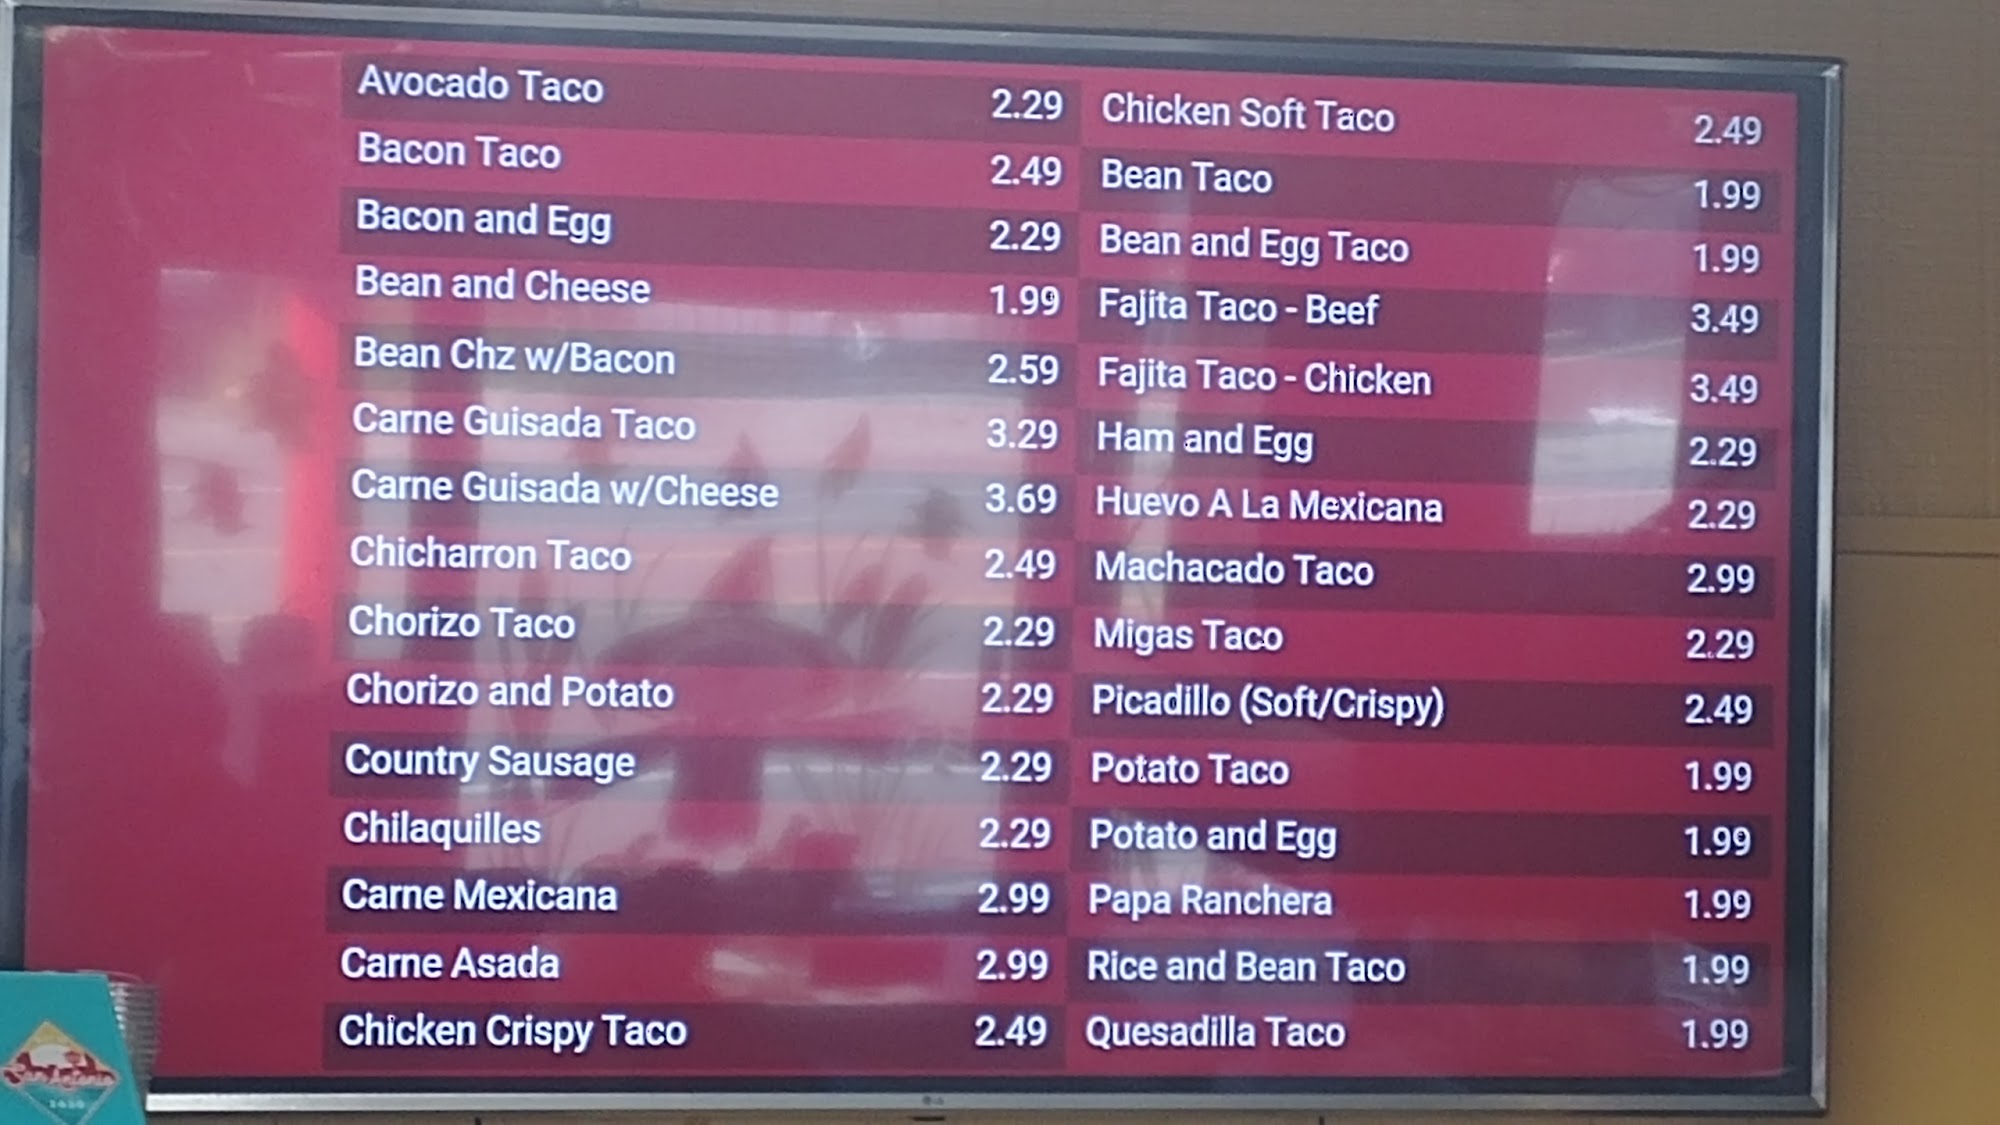 Avocado Taco 2.29
Bacon Taco 2.49
Bacon and Egg 2.29
Bean and Cheese 1.99
Bean Chz w/Bacon 2.59
Carne Guisada Taco 3.29
Carne Guisada w/Cheese 3.69
Chicharron Taco 2.49
Chorizo Taco 2.29
Chorizo and Potato 2.29
Country Sausage 2.29
Chilaquilles 2.29
Carne Mexicana 2.99
Carne Asada 2.99
Chicken Crispy Taco 2.49
Chicken Soft Taco 2.49
Bean Taco 1.99
Bean and Egg Taco 1.99
Fajita Taco - Beef 3.49
Fajita Taco - Chicken 3.49
Ham and Egg 2.29
Huevo A La Mexicana 2.29
Machacado Taco 2.99
Migas Taco 2.29
Picadillo (Soft/Crispy) 2.49
Potato Taco 1.99
Potato and Egg 1.99
Papa Ranchera 1.99
Rice and Bean Taco 1.99
Quesadilla Taco 1.99
San Antonio
LG